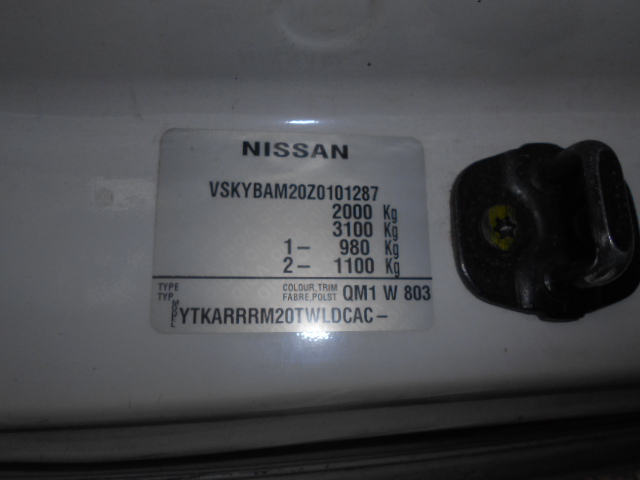 NISSAN
VSKYBAM20Z0101287
2000 Kg
3100 Kg
1- 980 Kg
2- 1100 Kg
TYPE COLOUR,TRIM
TYP FABRE,POLST QM1 W 803
MODELL YTKARRRM20TWLDCAC-